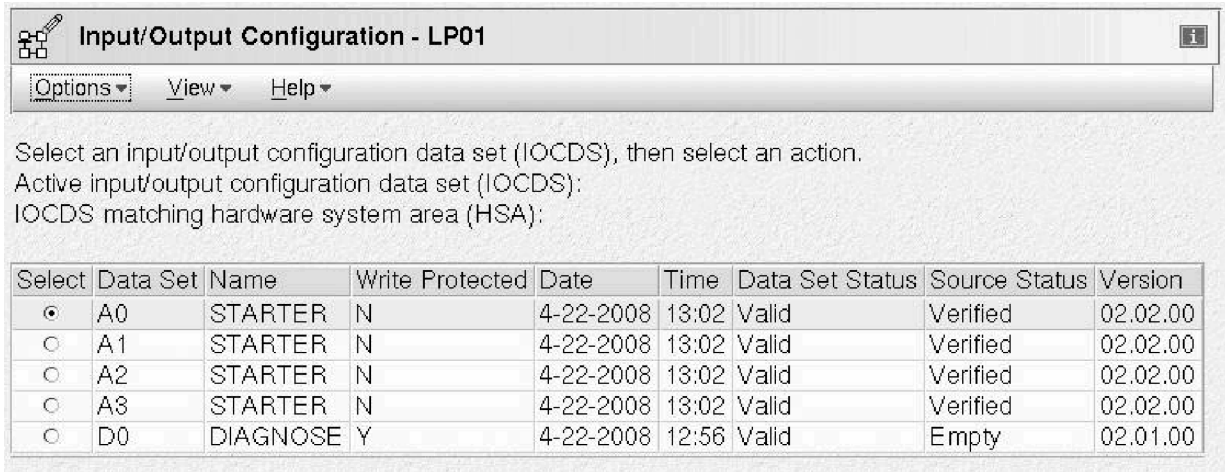 Input/Output Configuration - LP01
i
Options View Help
Select an input/output configuration data set (IOCDS), then select an action.
Active input/output configuration data set (IOCDS):
IOCDS matching hardware system area (HSA):
Select Data Set Name Write Protected Date Time Data Set Status Source Status Version
A0 STARTER N 4-22-2008 13:02 Valid Verified 02.02.00
A1 STARTER N 4-22-2008 13:02 Valid Verified 02.02.00
A2 STARTER N 4-22-2008 13:02 Valid Verified 02.02.00
A3 STARTER N 4-22-2008 13:02 Valid Verified 02.02.00
D0 DIAGNOSE Y 4-22-2008 12:56 Valid Empty 02.01.00